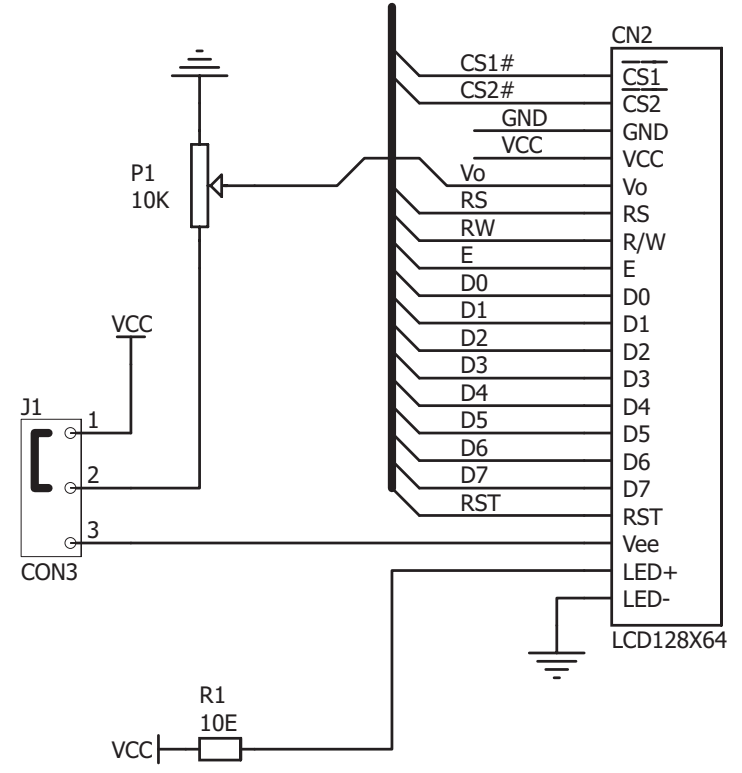 CN2
CS1# CS1
CS2# CS2
GND GND
VCC VCC
P1
10K
Vo Vo
RS RS
RW R/W
E E
D0 D0
D1 D1
VCC
D2 D2
D3 D3
D4 D4
J1
1
D5 D5
D6 D6
2
D7 D7
RST RST
3
Vee
CON3
LED+
LED-
LCD128X64
R1
10E
VCC